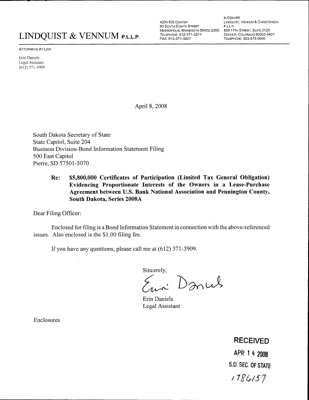 LINDQUIST & VENNUM P.L.L.P.
4200 IDS CENTER
80 SOUTH EIGHTH STREET
MINNEAPOLIS, MINNESOTA 55402-2205
TELEPHONE: 612-371-3211
FAX: 612-371-3207
IN DENVER:
LINDQUIST, VENNUM & CHRISTENSEN
P.L.L.P.
600 17TH STREET, SUITE 2125
DENVER, COLORADO 80202-5401
TELEPHONE: 303-573-5900
ATTORNEYS AT LAW
Erin Daniels
Legal Assistant
(612) 371-3909
April 8, 2008
South Dakota Secretary of State
State Capitol, Suite 204
Business Division-Bond Information Statement Filing
500 East Capitol
Pierre, SD 57501-5070
Re: $5,800,000 Certificates of Participation (Limited Tax General Obligation)
Evidencing Proportionate Interests of the Owners in a Lease-Purchase
Agreement between U.S. Bank National Association and Pennington County,
South Dakota, Series 2008A
Dear Filing Officer:
Enclosed for filing is a Bond Information Statement in connection with the above-referenced
issues. Also enclosed is the $1.00 filing fee.
If you have any questions, please call me at (612) 371-3909.
Sincerely,
Erin Daniels
Erin Daniels
Legal Assistant
Enclosures
RECEIVED
APR 14 2008
S.D. SEC. OF STATE
1786157